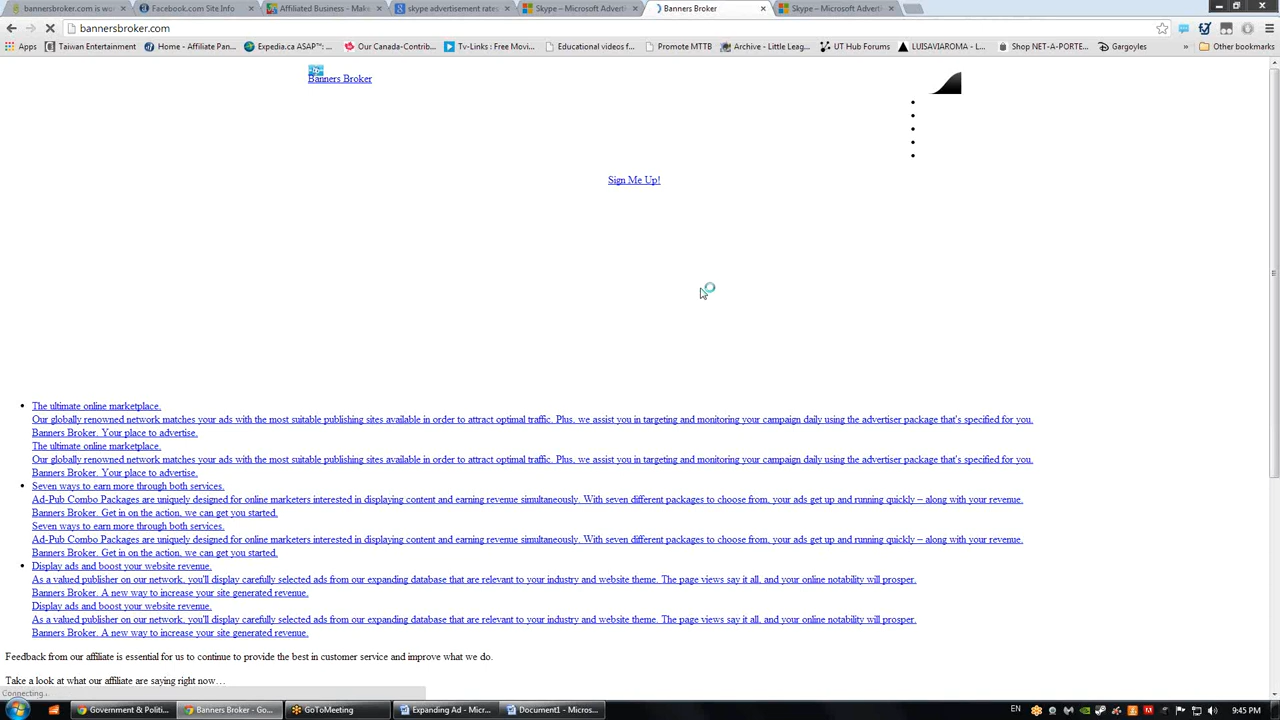 bannersbroker.com is wo
Facebook.com Site Info
Affiliated Business - Make
skype advertisement rates
Skype – Microsoft Advertis
Banners Broker
Skype – Microsoft Advertis
bannersbroker.com
Apps
Taiwan Entertainment
Home - Affiliate Pan...
Expedia.ca ASAP™: ...
Our Canada-Contrib...
Tv-Links : Free Movi...
Educational videos f...
Promote MTTB
Archive - Little Leag...
UT Hub Forums
LUISAVIAROMA - L...
Shop NET-A-PORTE...
Gargoyles
»
Other bookmarks
Banners Broker
Sign Me Up!
The ultimate online marketplace.
Our globally renowned network matches your ads with the most suitable publishing sites available in order to attract optimal traffic. Plus, we assist you in targeting and monitoring your campaign daily using the advertiser package that's specified for you.
Banners Broker. Your place to advertise.
The ultimate online marketplace.
Our globally renowned network matches your ads with the most suitable publishing sites available in order to attract optimal traffic. Plus, we assist you in targeting and monitoring your campaign daily using the advertiser package that's specified for you.
Banners Broker. Your place to advertise.
Seven ways to earn more through both services.
Ad-Pub Combo Packages are uniquely designed for online marketers interested in displaying content and earning revenue simultaneously. With seven different packages to choose from, your ads get up and running quickly – along with your revenue.
Banners Broker. Get in on the action, we can get you started.
Seven ways to earn more through both services.
Ad-Pub Combo Packages are uniquely designed for online marketers interested in displaying content and earning revenue simultaneously. With seven different packages to choose from, your ads get up and running quickly – along with your revenue.
Banners Broker. Get in on the action, we can get you started.
Display ads and boost your website revenue.
As a valued publisher on our network, you'll display carefully selected ads from our expanding database that are relevant to your industry and website theme. The page views say it all, and your online notability will prosper.
Banners Broker. A new way to increase your site generated revenue.
Display ads and boost your website revenue.
As a valued publisher on our network, you'll display carefully selected ads from our expanding database that are relevant to your industry and website theme. The page views say it all, and your online notability will prosper.
Banners Broker. A new way to increase your site generated revenue.
Feedback from our affiliate is essential for us to continue to provide the best in customer service and improve what we do.
Take a look at what our affiliate are saying right now…
Connecting...
Government & Politi...
Banners Broker - Go...
GoToMeeting
Expanding Ad - Micr...
Document1 - Micros...
EN
9:45 PM